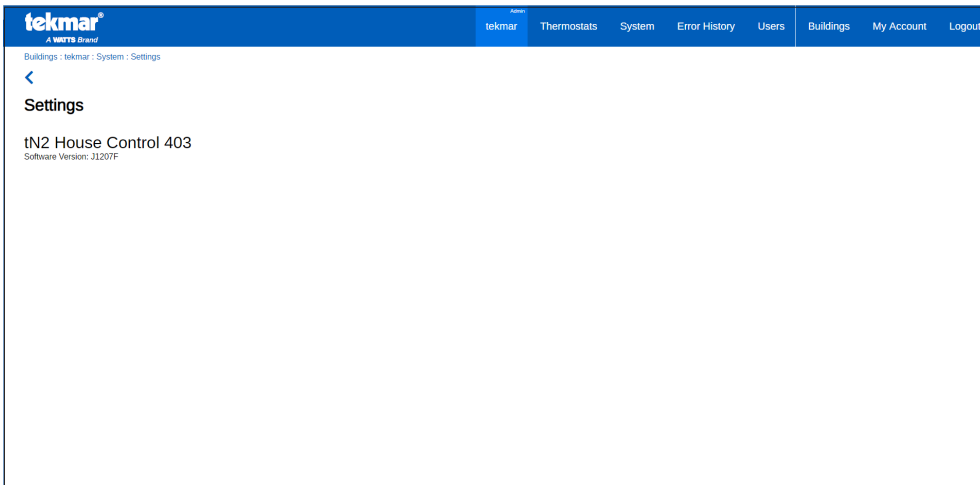 tekmar®
A WATTS Brand
Admin
tekmar Thermostats System Error History Users Buildings My Account Logout
Buildings : tekmar : System : Settings
Settings
tN2 House Control 403
Software Version: J1207F